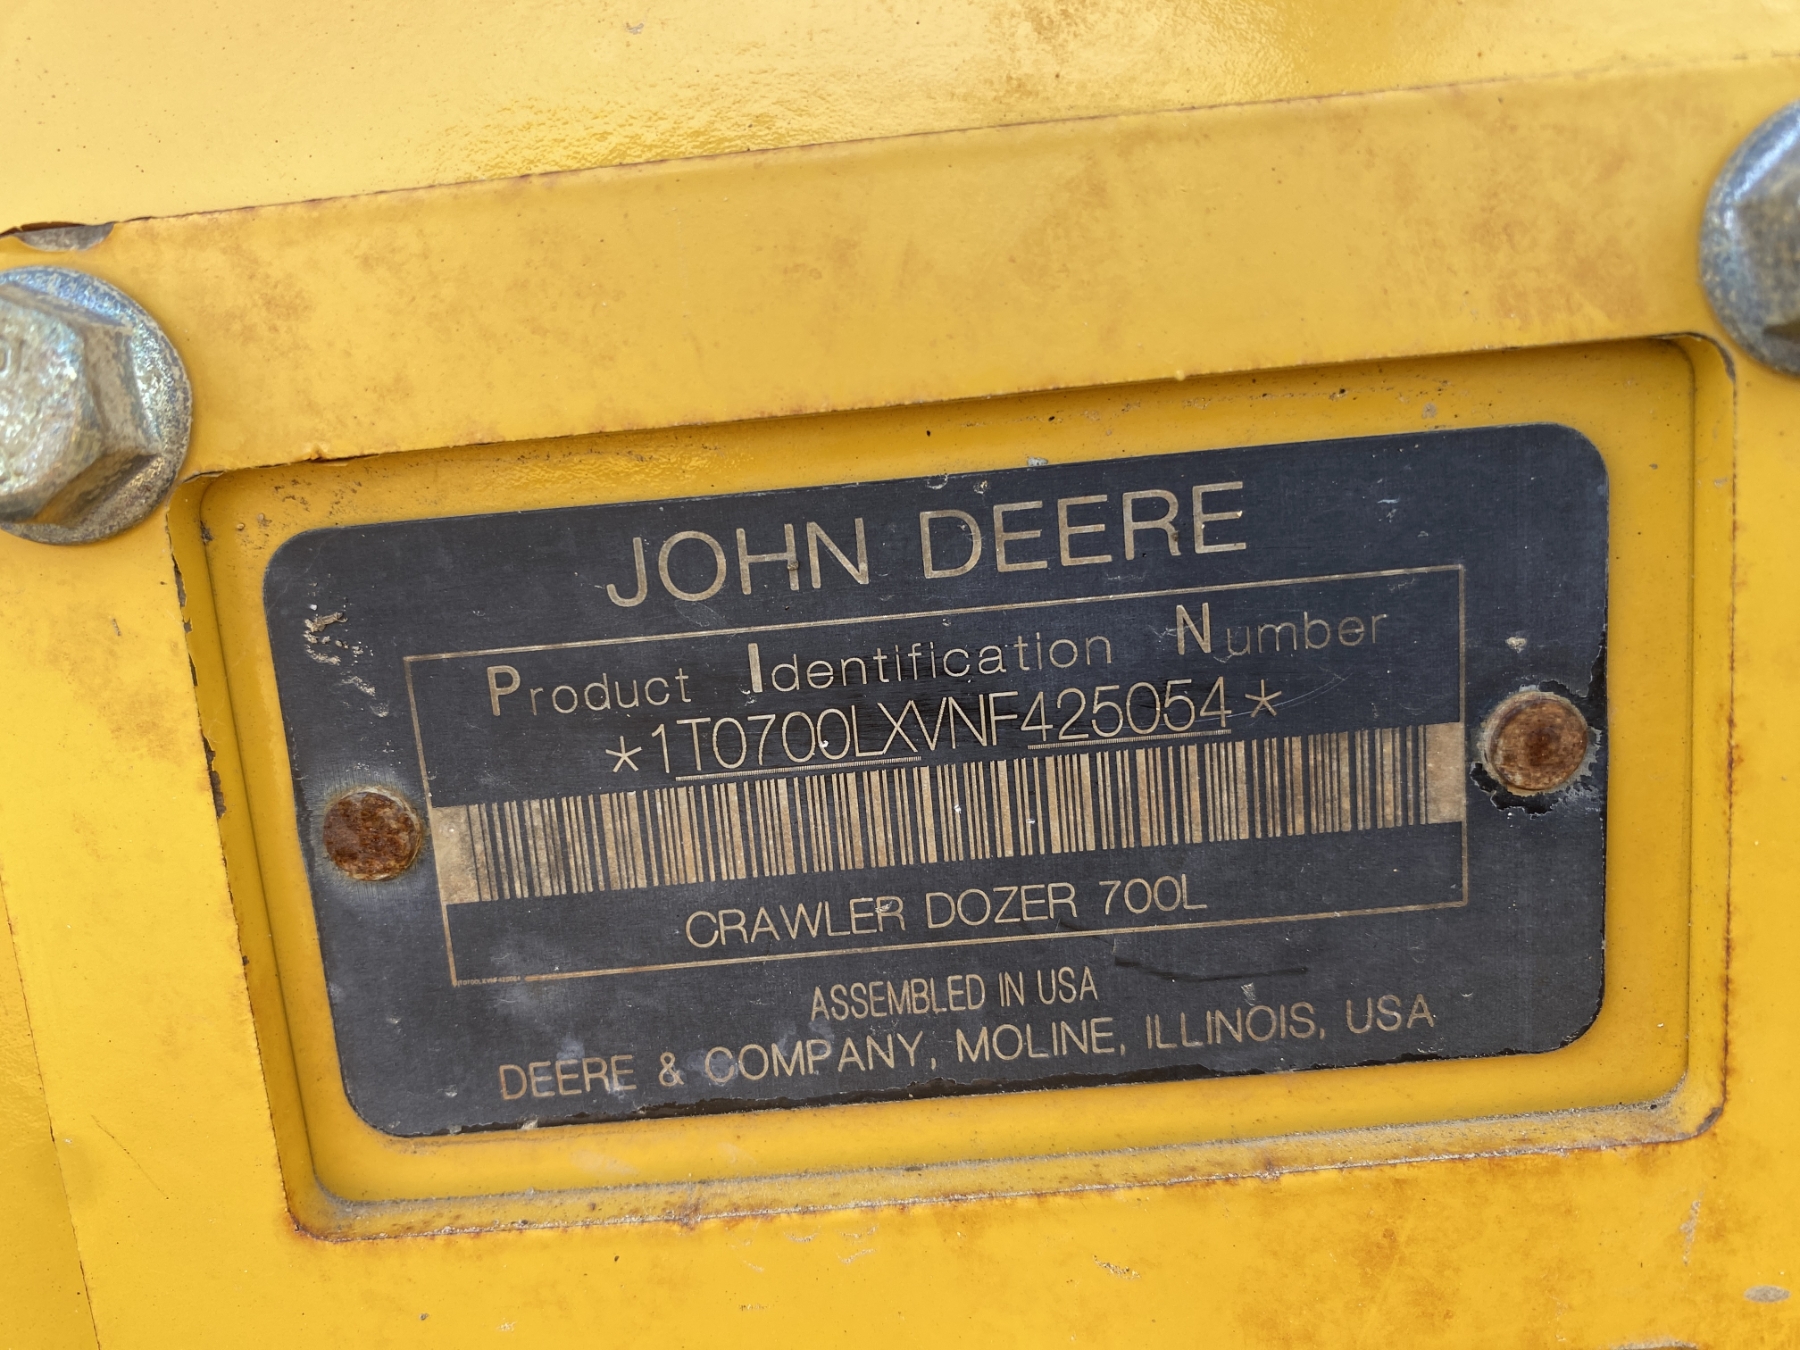 JOHN DEERE
Product Identification Number
*1T0700LXVNF425054*
CRAWLER DOZER 700L
ASSEMBLED IN USA
DEERE & COMPANY, MOLINE, ILLINOIS, USA